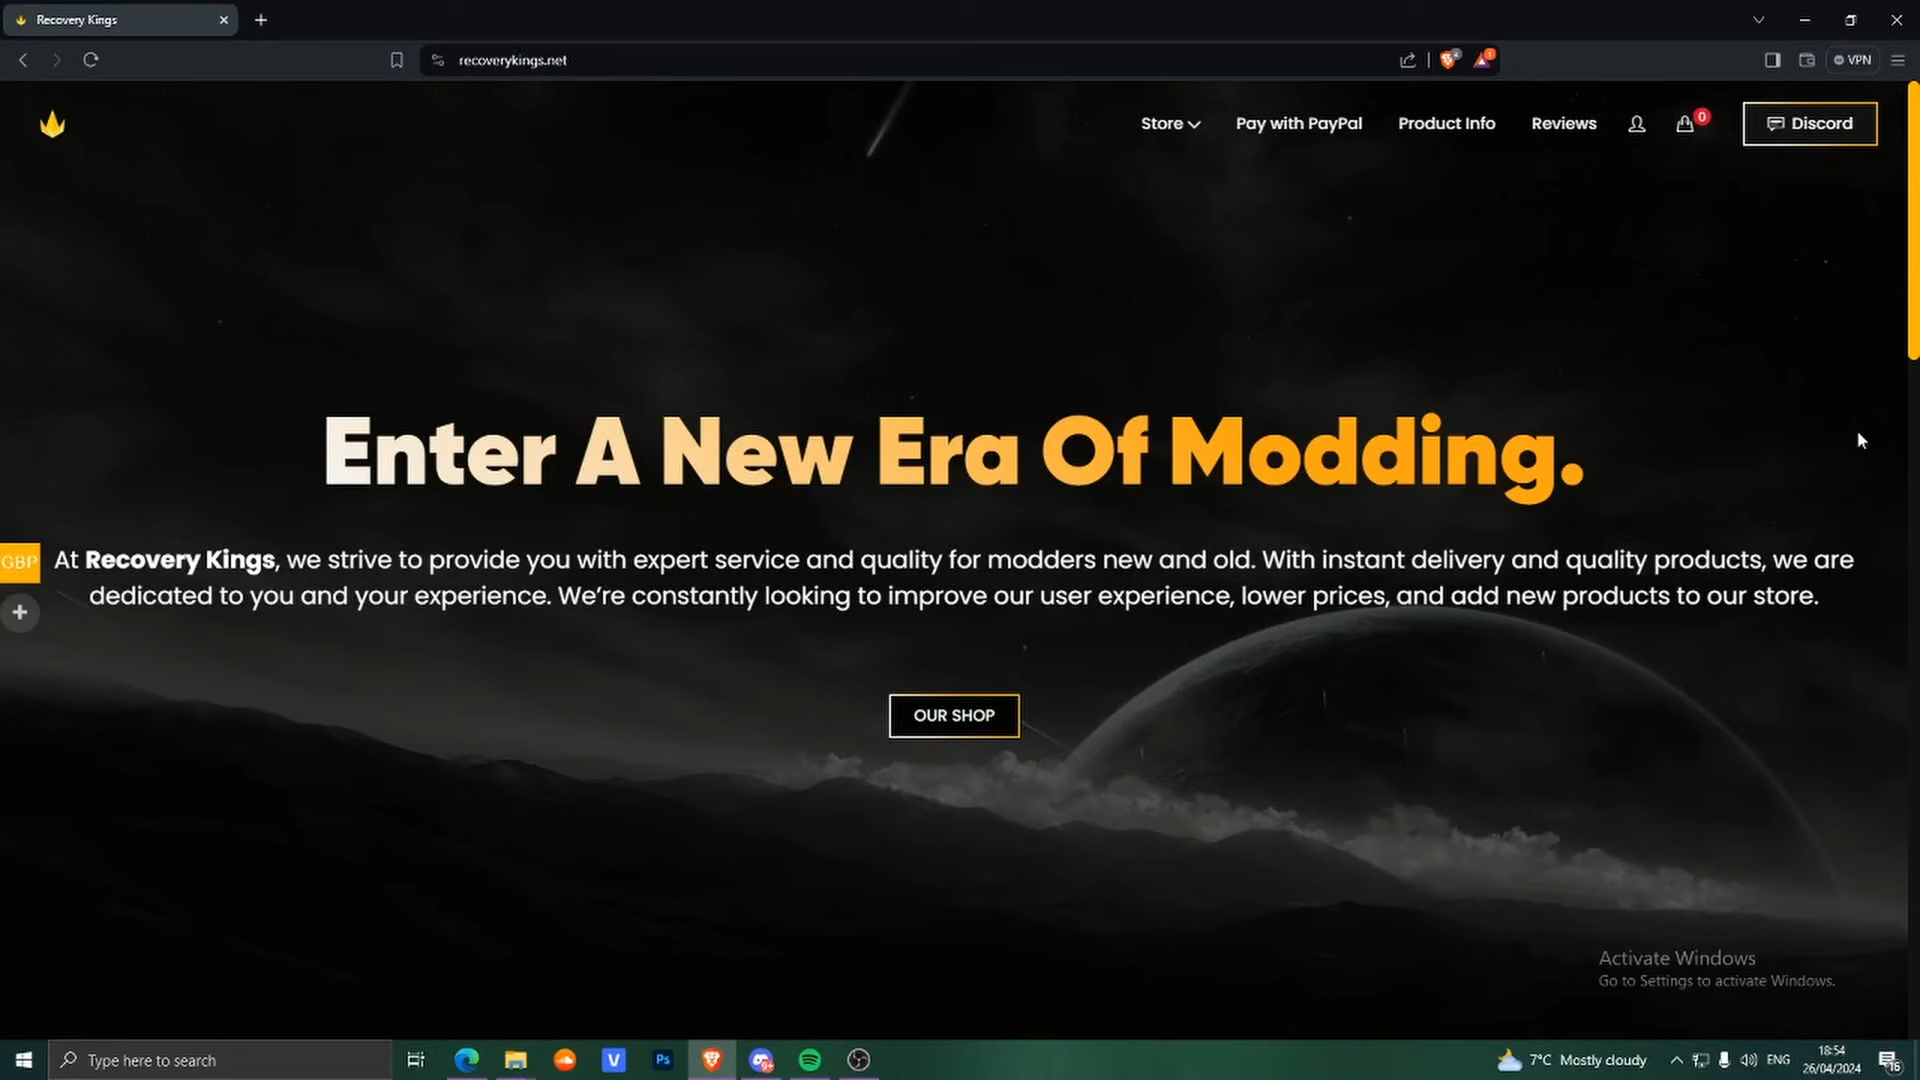 Recovery Kings
recoverykings.net
VPN
Store
Pay with PayPal
Product Info
Reviews
0
Discord
Enter A New Era Of Modding.
GBP
At Recovery Kings, we strive to provide you with expert service and quality for modders new and old. With instant delivery and quality products, we are
dedicated to you and your experience. We're constantly looking to improve our user experience, lower prices, and add new products to our store.
OUR SHOP
Activate Windows
Go to Settings to activate Windows.
Type here to search
V
Ps
7°C Mostly cloudy
ENG
18:54
26/04/2024
16